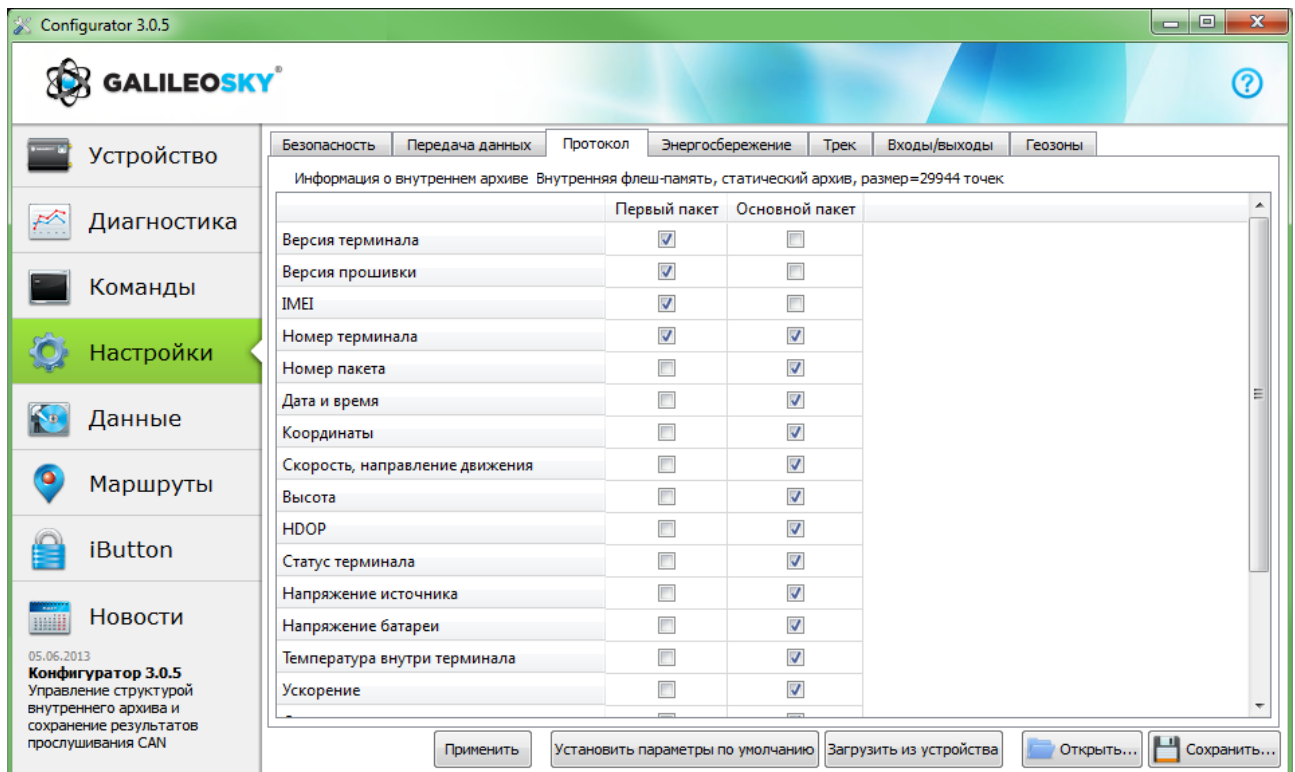 Configurator 3.0.5
GALILEOSKY®
Устройство
Диагностика
Команды
Настройки
Данные
Маршруты
iButton
Новости
05.06.2013
Конфигуратор 3.0.5
Управление структурой
внутреннего архива и
сохранение результатов
прослушивания CAN
Безопасность Передача данных Протокол Энергосбережение Трек Входы/выходы Геозоны
Информация о внутреннем архиве Внутренняя флеш-память, статический архив, размер=29944 точек
Первый пакет Основной пакет
Версия терминала
Версия прошивки
IMEI
Номер терминала
Номер пакета
Дата и время
Координаты
Скорость, направление движения
Высота
HDOP
Статус терминала
Напряжение источника
Напряжение батареи
Температура внутри терминала
Ускорение
Применить Установить параметры по умолчанию Загрузить из устройства Открыть... Сохранить...